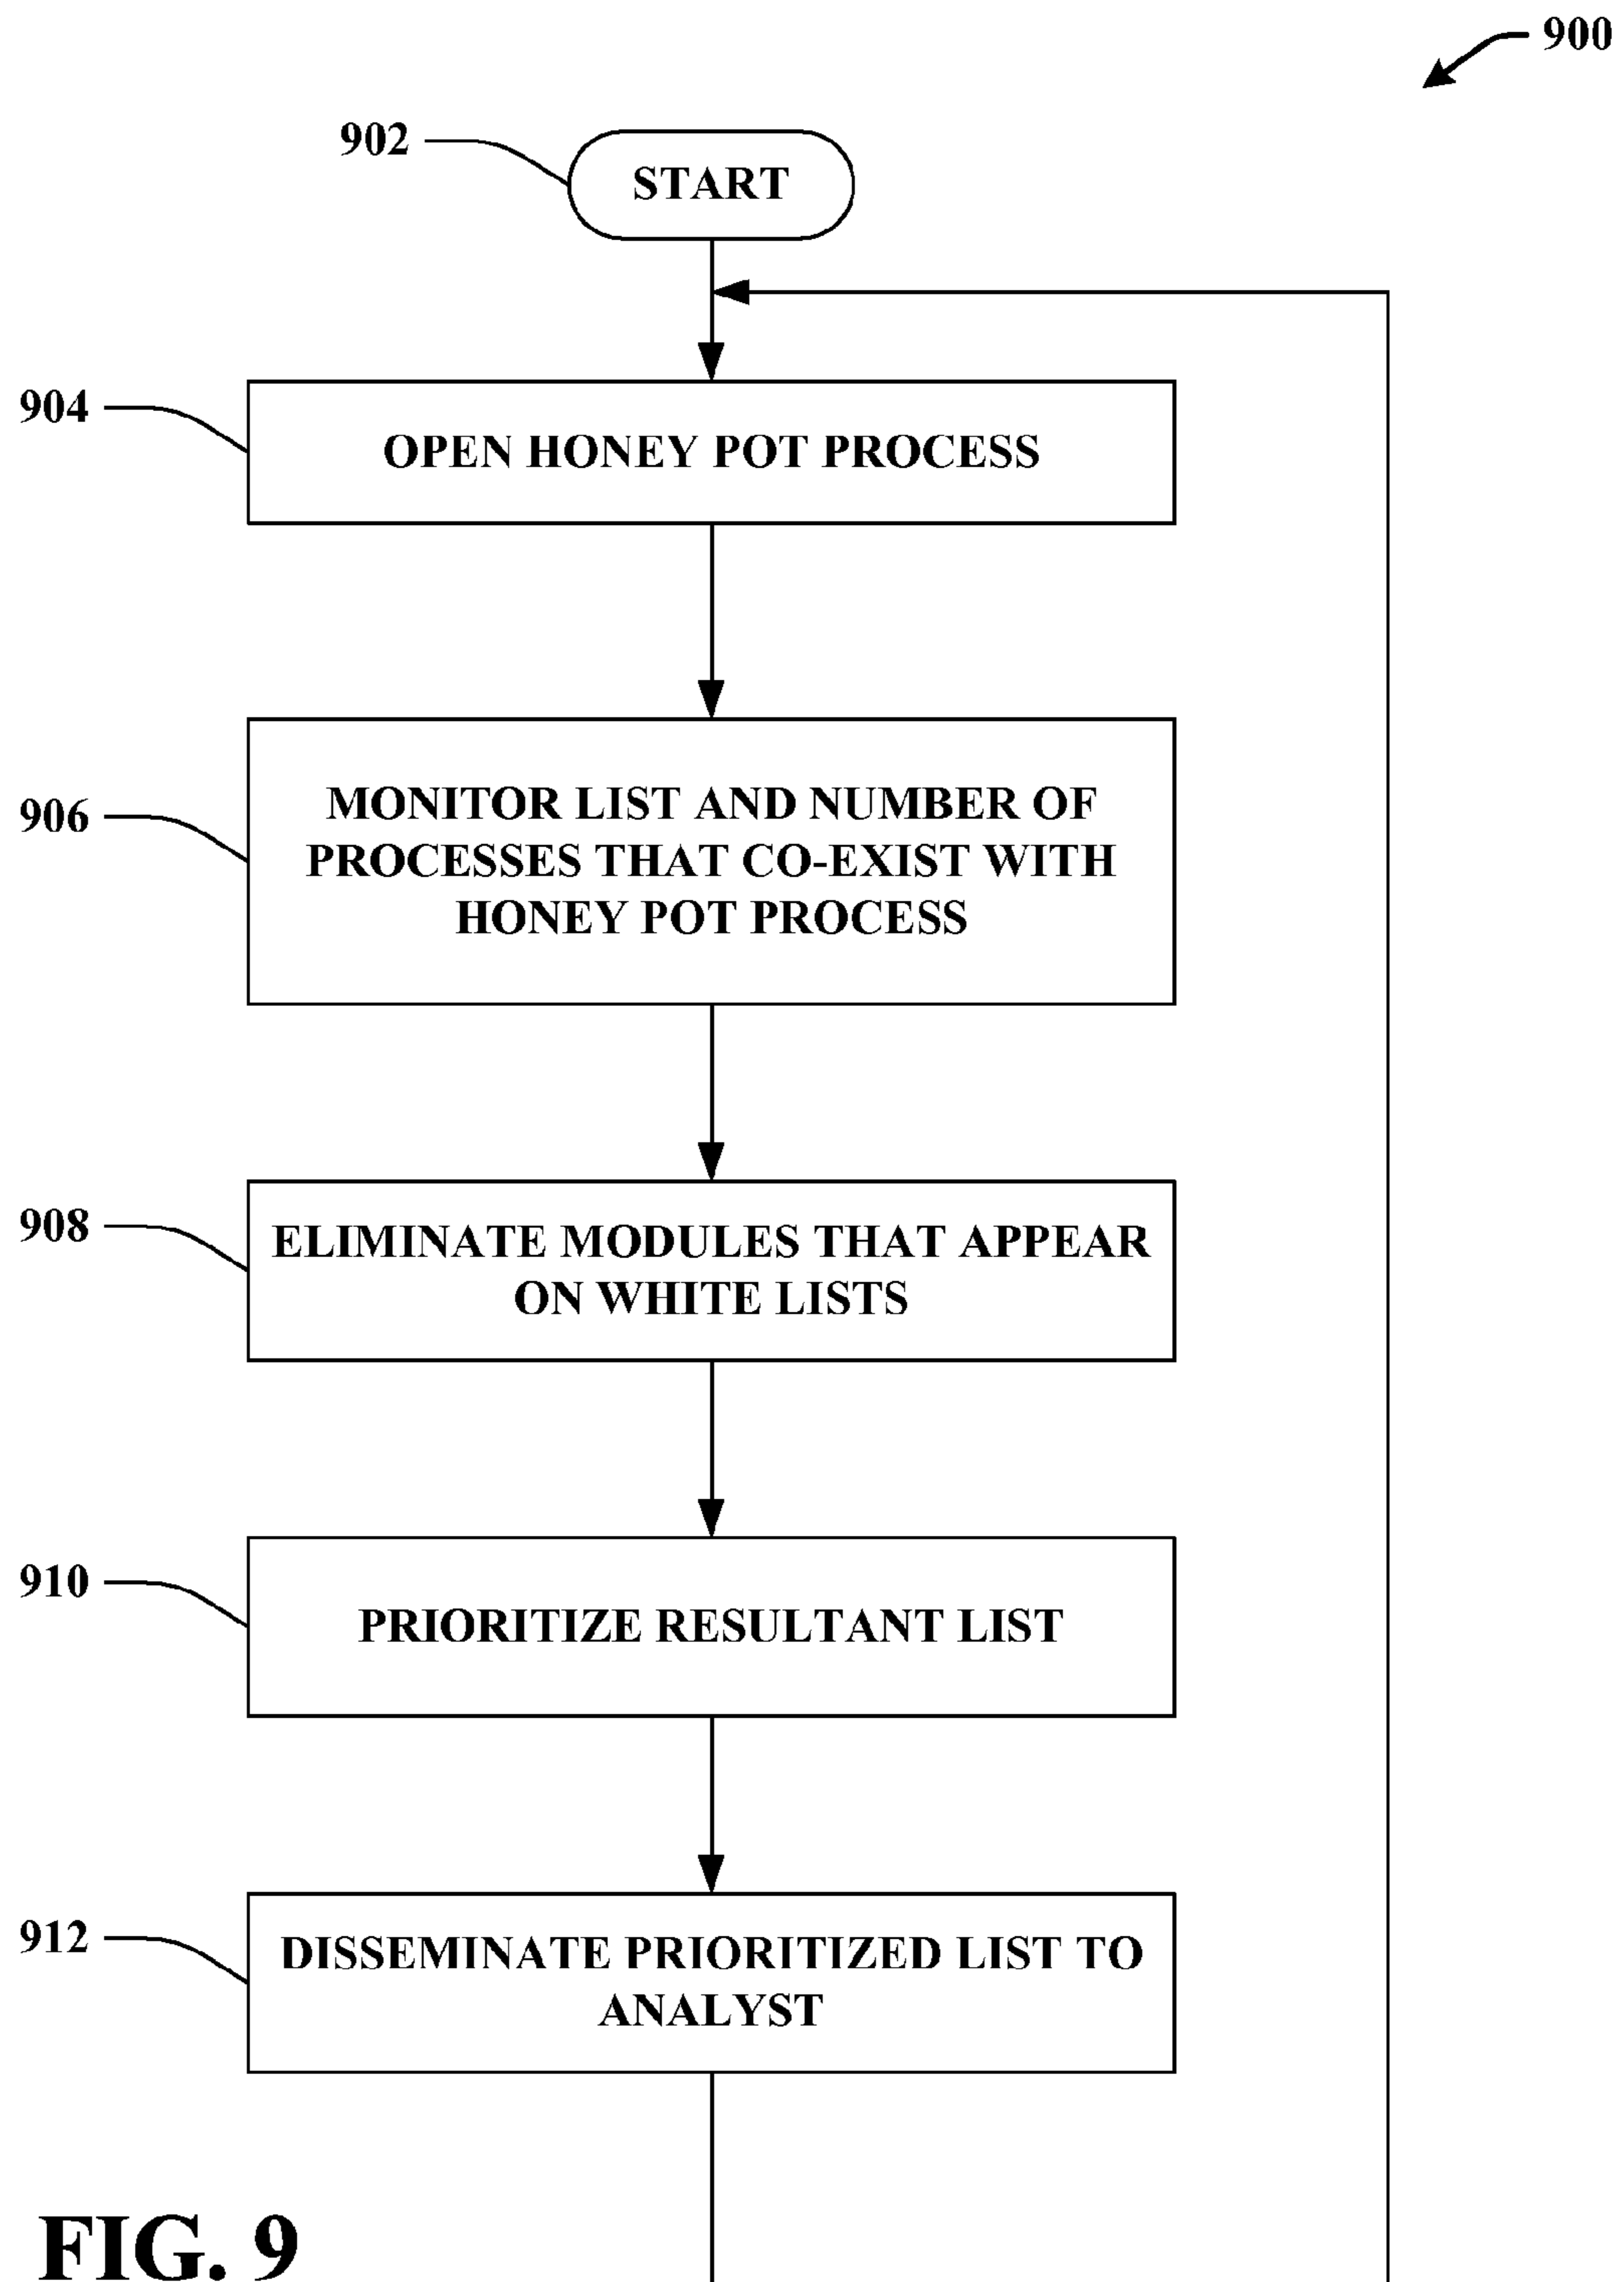 900
902
START
904
OPEN HONEY POT PROCESS
906
MONITOR LIST AND NUMBER OF
PROCESSES THAT CO-EXIST WITH
HONEY POT PROCESS
908
ELIMINATE MODULES THAT APPEAR
ON WHITE LISTS
910
PRIORITIZE RESULTANT LIST
912
DISSEMINATE PRIORITIZED LIST TO
ANALYST
FIG. 9